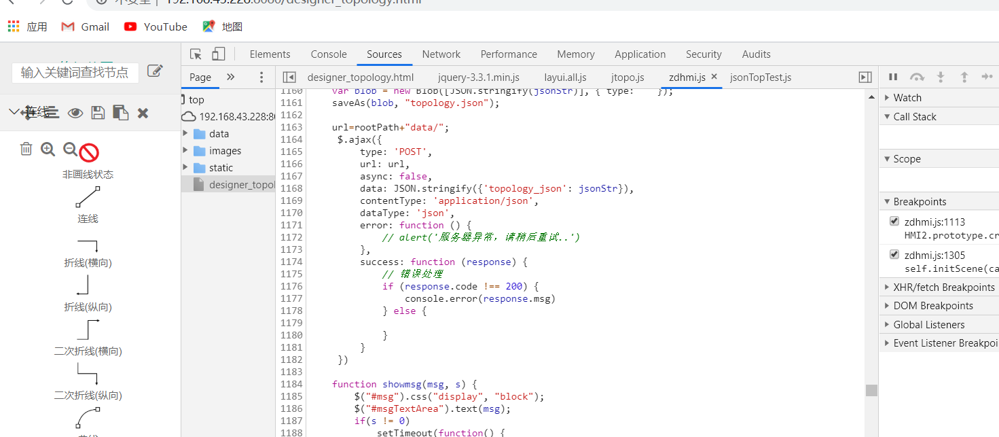 不安全 | 192.168.43.228:8080/designer_topology.html
应用 Gmail YouTube 地图
输入关键词查找节点
连线
非画线状态
连线
折线(横向)
折线(纵向)
二次折线(横向)
二次折线(纵向)
Elements Console Sources Network Performance Memory Application Security Audits
Page » designer_topology.html jquery-3.3.1.min.js layui.all.js jtopo.js zdhmi.js × jsonTopTest.js
top
192.168.43.228:8
data
images
static
designer_topol
1160 var blob = new Blob([JSON.stringify(jsonStr)], { type: });
1161 saveAs(blob, "topology.json");
1162
1163 url=rootPath+"data/";
1164 $.ajax({
1165 type: 'POST',
1166 url: url,
1167 async: false,
1168 data: JSON.stringify({'topology_json': jsonStr}),
1169 contentType: 'application/json',
1170 dataType: 'json',
1171 error: function () {
1172 // alert('服务器异常，请稍后重试..')
1173 },
1174 success: function (response) {
1175 // 错误处理
1176 if (response.code !== 200) {
1177 console.error(response.msg)
1178 } else {
1179
1180 }
1181 }
1182 })
1183
1184 function showmsg(msg, s) {
1185 $("#msg").css("display", "block");
1186 $("#msgTextArea").text(msg);
1187 if(s != 0)
1188 setTimeout(function() {
Watch
Call Stack
Scope
Breakpoints
zdhmi.js:1113
HMI2.prototype.cr
zdhmi.js:1305
self.initScene(ca
XHR/fetch Breakpoints
DOM Breakpoints
Global Listeners
Event Listener Breakpoi